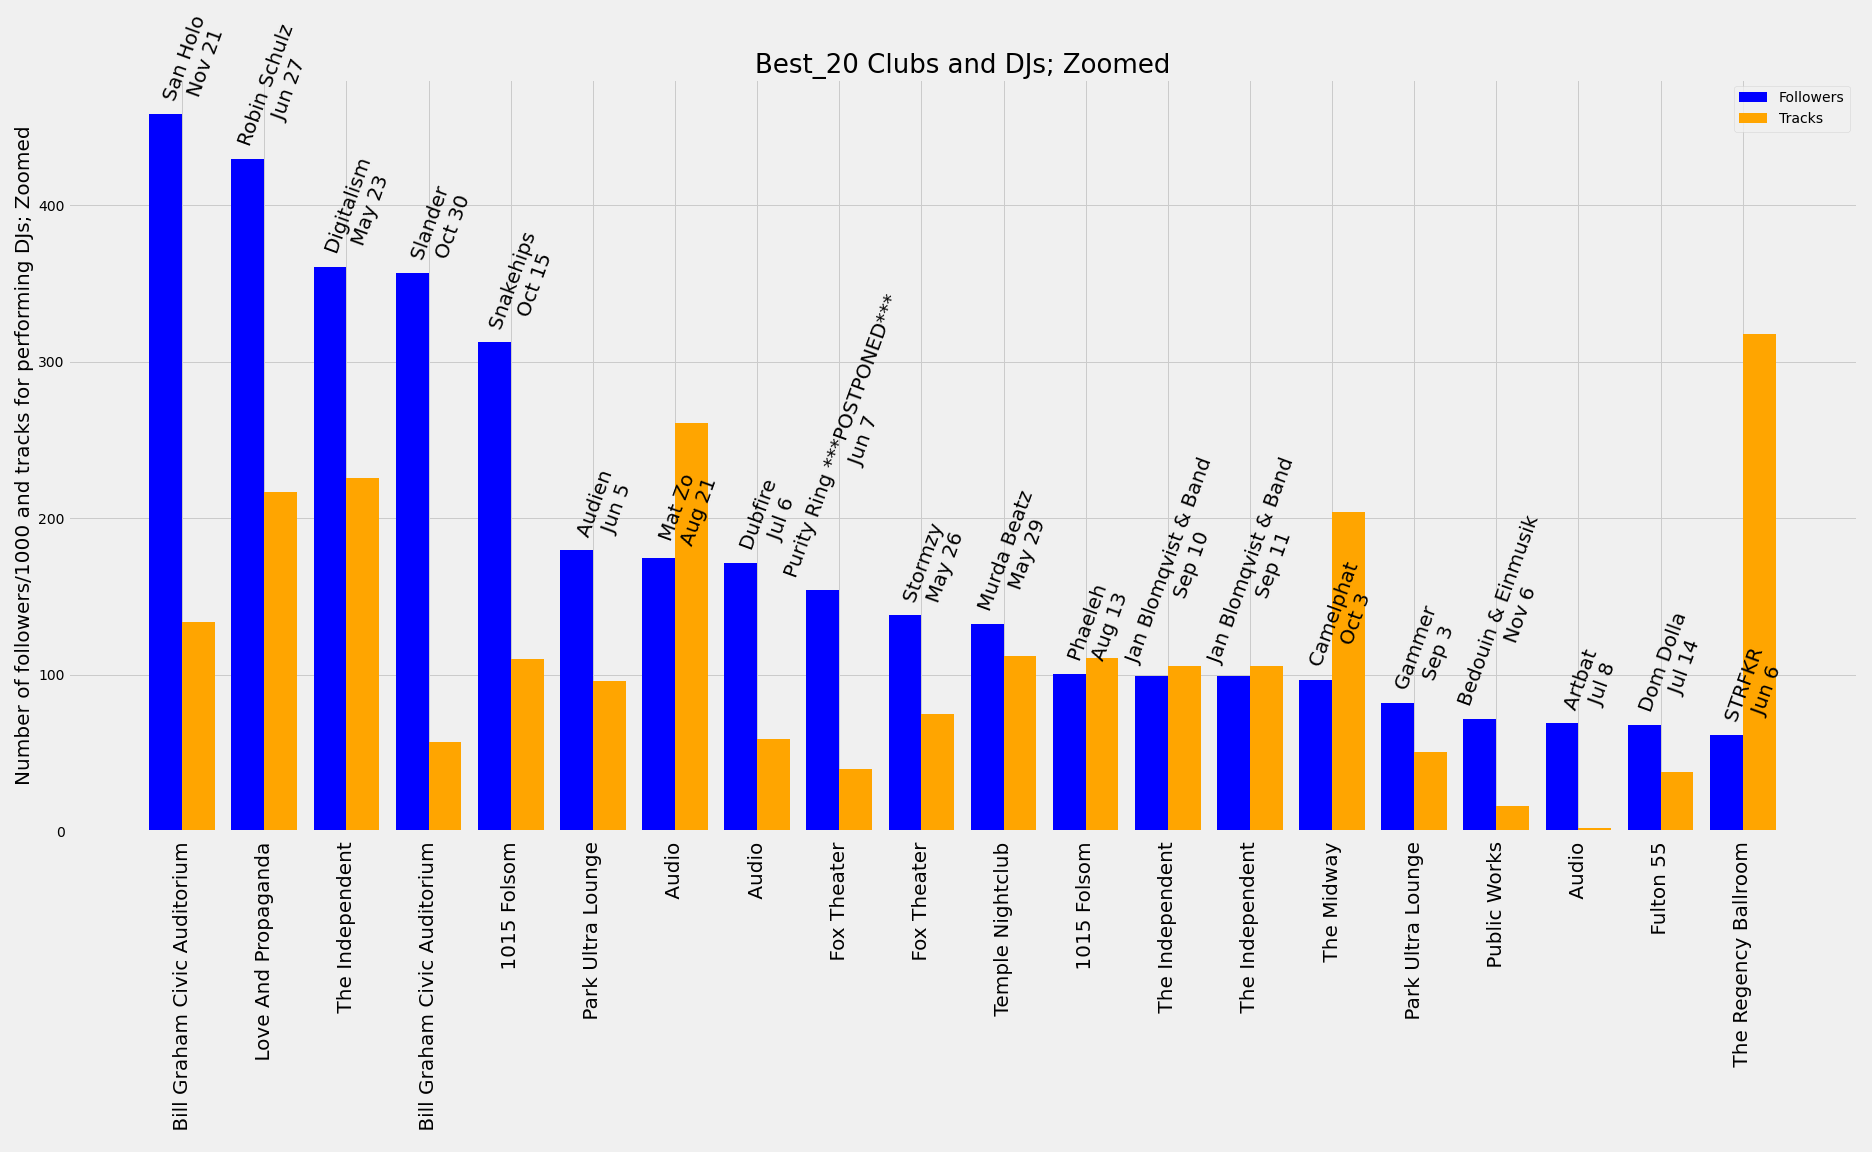 Best_20 Clubs and DJs; Zoomed
Followers
Tracks
Number of followers/1000 and tracks for performing DJs; Zoomed
400
300
200
100
0
San Holo
Nov 21
Robin Schulz
Jun 27
Digitalism
May 23
Slander
Oct 30
Snakehips
Oct 15
Audien
Jun 5
Mat Zo
Aug 21
Dubfire
Jul 6
Purity Ring ***POSTPONED***
Jun 7
Stormzy
May 26
Murda Beatz
May 29
Phaeleh
Aug 13
Jan Blomqvist & Band
Sep 10
Jan Blomqvist & Band
Sep 11
Camelphat
Oct 3
Gammer
Sep 3
Bedouin & Einmusik
Nov 6
Artbat
Jul 8
Dom Dolla
Jul 14
STRFKR
Jun 6
Bill Graham Civic Auditorium
Love And Propaganda
The Independent
Bill Graham Civic Auditorium
1015 Folsom
Park Ultra Lounge
Audio
Audio
Fox Theater
Fox Theater
Temple Nightclub
1015 Folsom
The Independent
The Independent
The Midway
Park Ultra Lounge
Public Works
Audio
Fulton 55
The Regency Ballroom